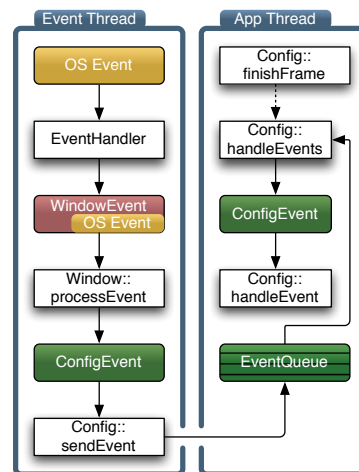 Event Thread
OS Event
EventHandler
WindowEvent
OS Event
Window::
processEvent
ConfigEvent
Config::
sendEvent
App Thread
Config::
finishFrame
Config::
handleEvents
ConfigEvent
Config::
handleEvent
EventQueue